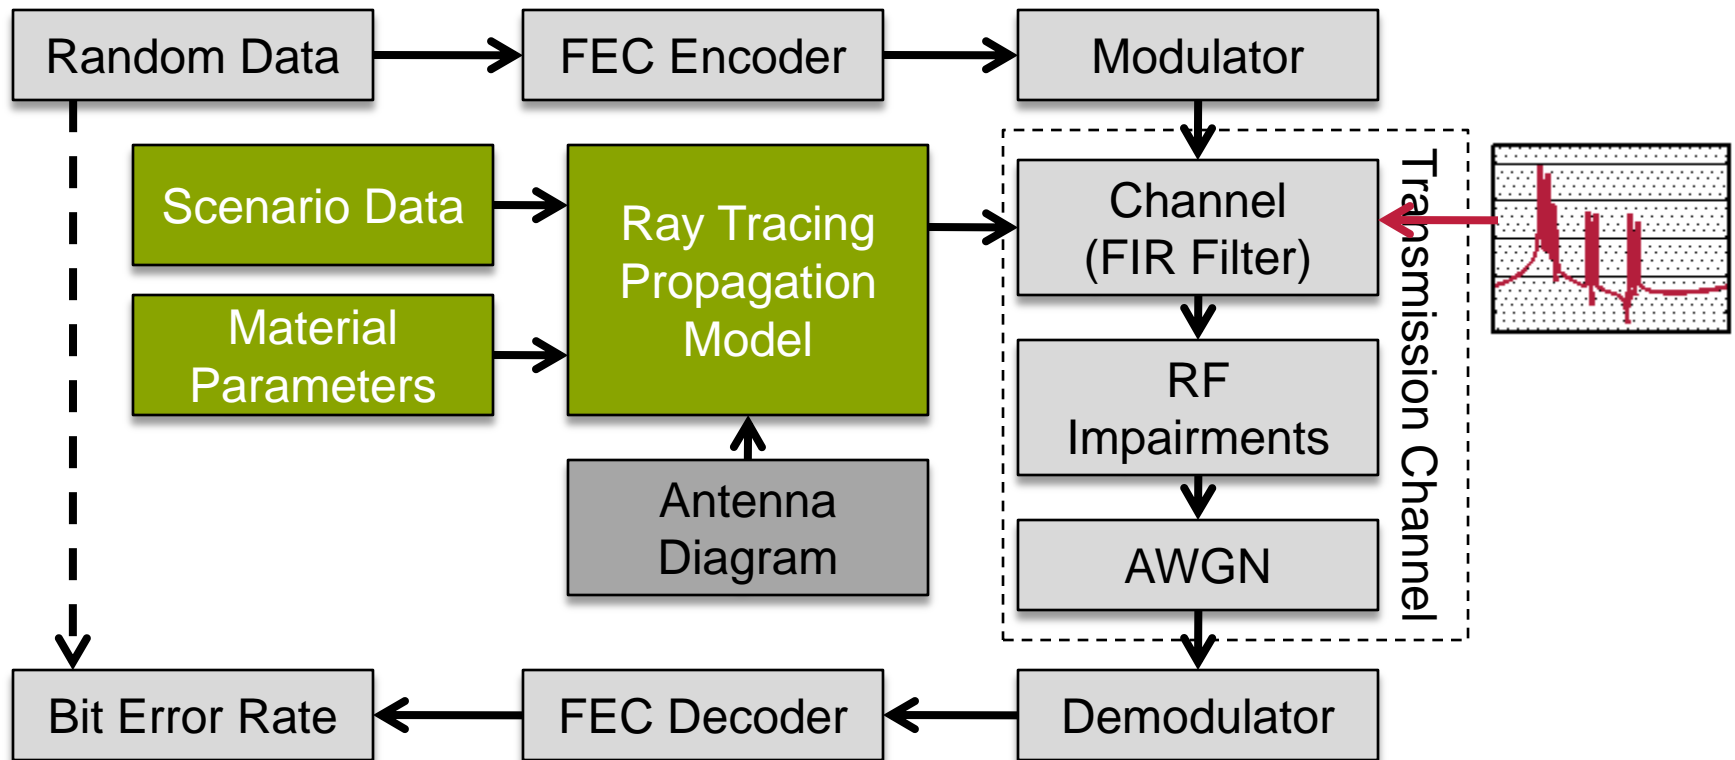 Random Data
FEC Encoder
Modulator
Scenario Data
Ray Tracing
Propagation
Model
Channel
(FIR Filter)
Transmission Channel
Material
Parameters
RF
Impairments
Antenna
Diagram
AWGN
Bit Error Rate
FEC Decoder
Demodulator